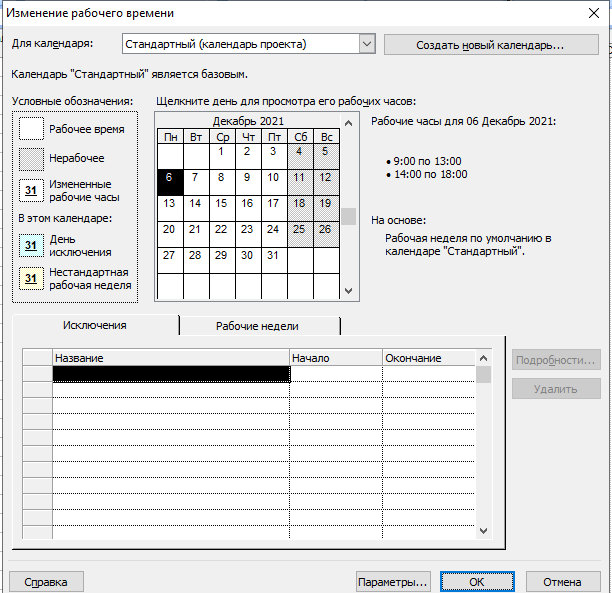 Изменение рабочего времени
Для календаря: Стандартный (календарь проекта) Создать новый календарь...
Календарь "Стандартный" является базовым.
Условные обозначения:
Рабочее время
Нерабочее
31 Измененные
рабочие часы
В этом календаре:
31 День
исключения
31 Нестандартная
рабочая неделя
Щелкните день для просмотра его рабочих часов:
Декабрь 2021
Пн Вт Ср Чт Пт Сб Вс
1 2 3 4 5
6 7 8 9 10 11 12
13 14 15 16 17 18 19
20 21 22 23 24 25 26
27 28 29 30 31
Рабочие часы для 06 Декабрь 2021:
• 9:00 по 13:00
• 14:00 по 18:00
На основе:
Рабочая неделя по умолчанию в
календаре "Стандартный".
Исключения Рабочие недели
Название Начало Окончание
Подробности...
Удалить
Справка Параметры... ОК Отмена